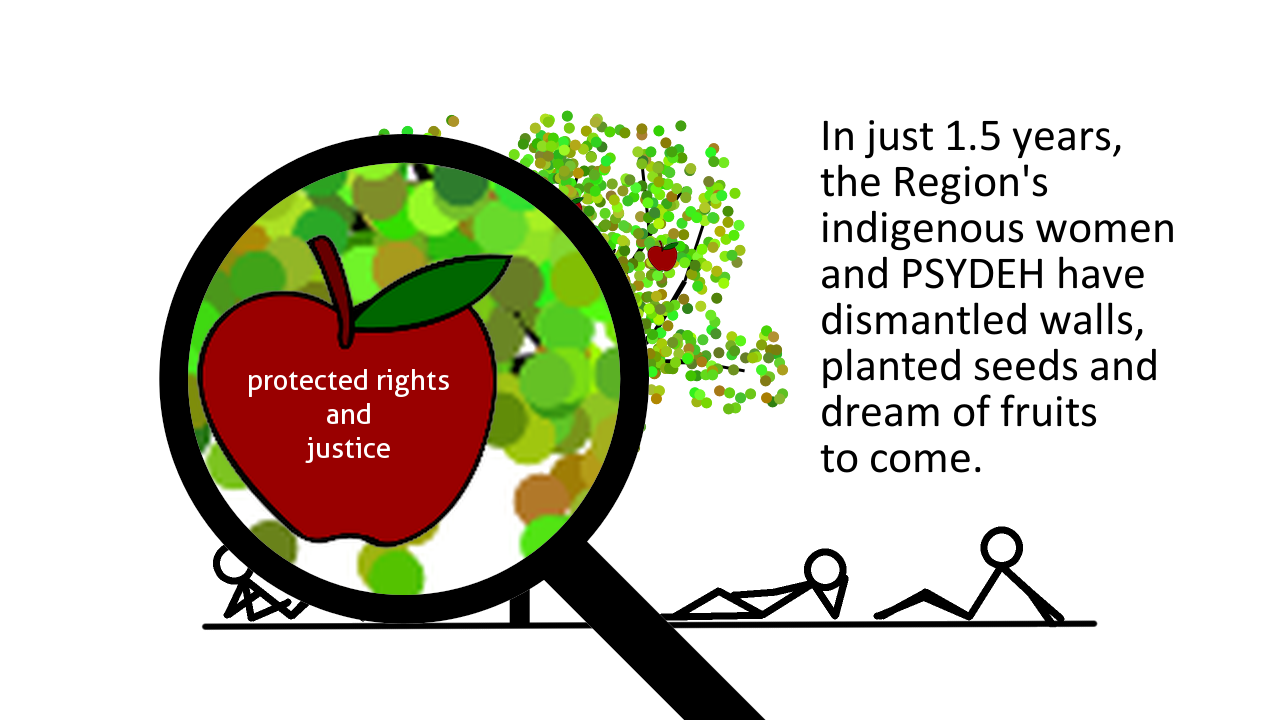 In just 1.5 years,
the Region's
indigenous women
and PSYDEH have
dismantled walls,
planted seeds and
dream of fruits
to come.
protected rights
and
justice